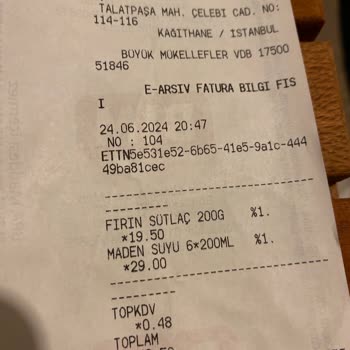 TALATPAŞA MAH. ÇELEBİ CAD. NO:
114-116
KAĞITHANE / İSTANBUL
BÜYÜK MÜKELLEFLER VDB 17500
51846
E-ARSIV FATURA BILGI FIS
I
24.06.2024 20:47
NO : 104
ETTN5e531e52-6b65-41e5-9a1c-444
49ba81cec
FIRIN SÜTLAÇ 200G %1.
*19.50
MADEN SUYU 6*200ML %1.
*29.00
TOPKDV
*0.48
TOPLAM